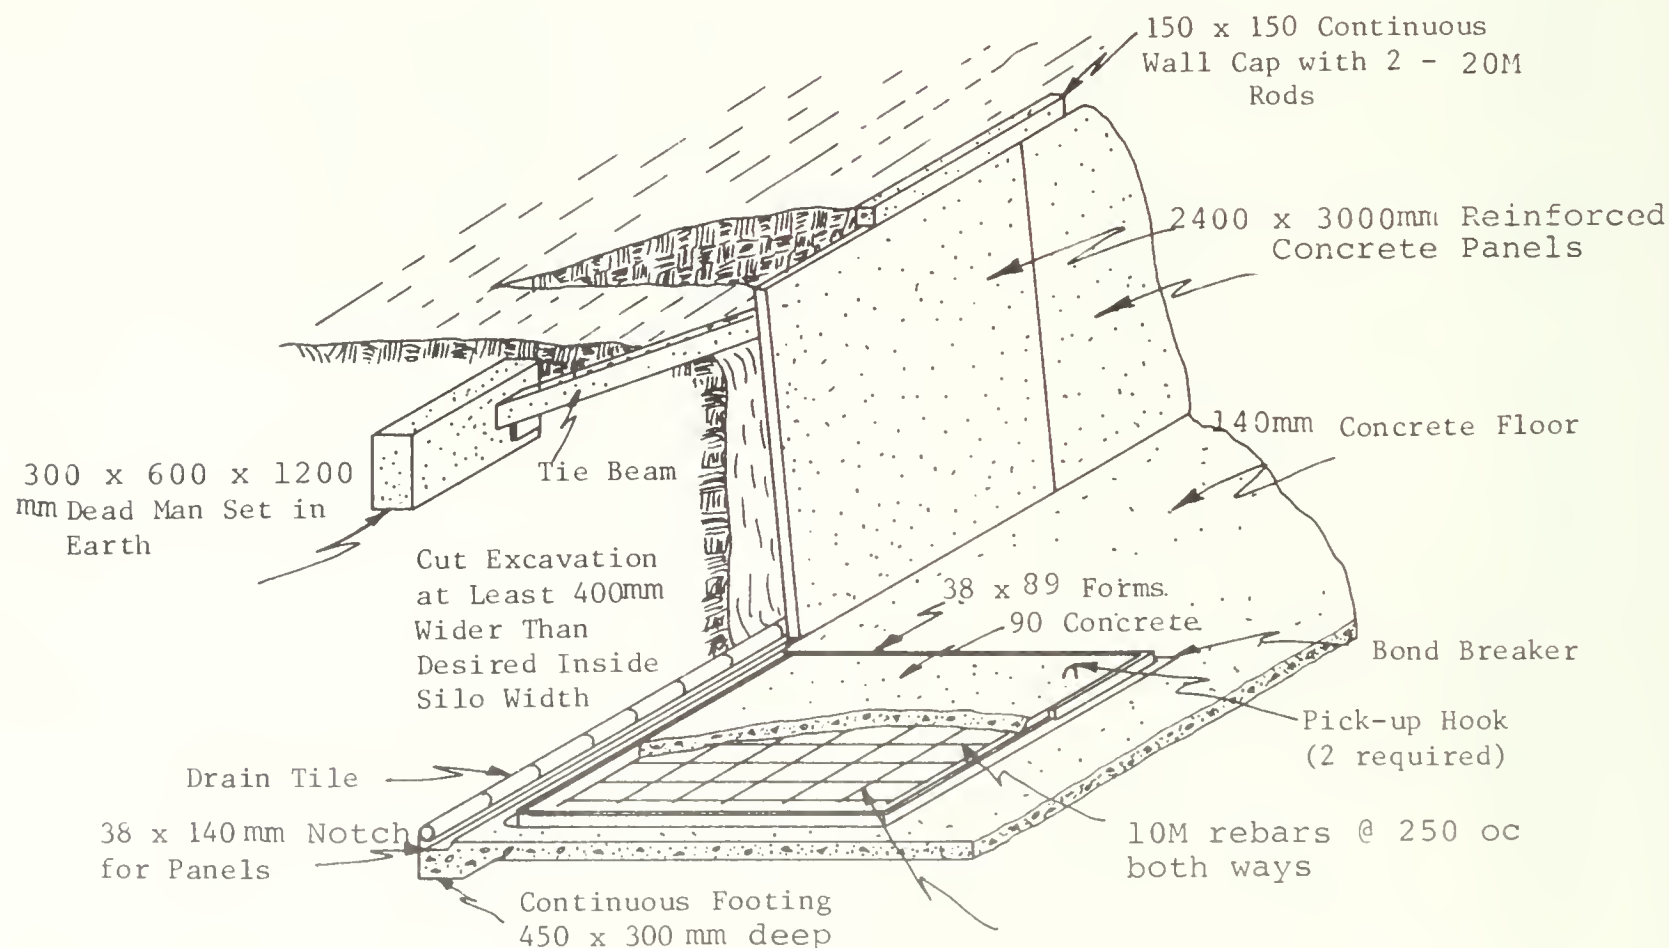 150 x 150 Continuous
Wall Cap with 2 - 20M
Rods
2400 x 3000mm Reinforced
Concrete Panels
140mm Concrete Floor
300 x 600 x 1200
mm Dead Man Set in
Earth
Tie Beam
Cut Excavation
at Least 400mm
Wider Than
Desired Inside
Silo Width
38 x 89 Forms.
90 Concrete
Bond Breaker
Pick-up Hook
(2 required)
Drain Tile
38 x 140 mm Notch
for Panels
10M rebars @ 250 oc
both ways
Continuous Footing
450 x 300 mm deep